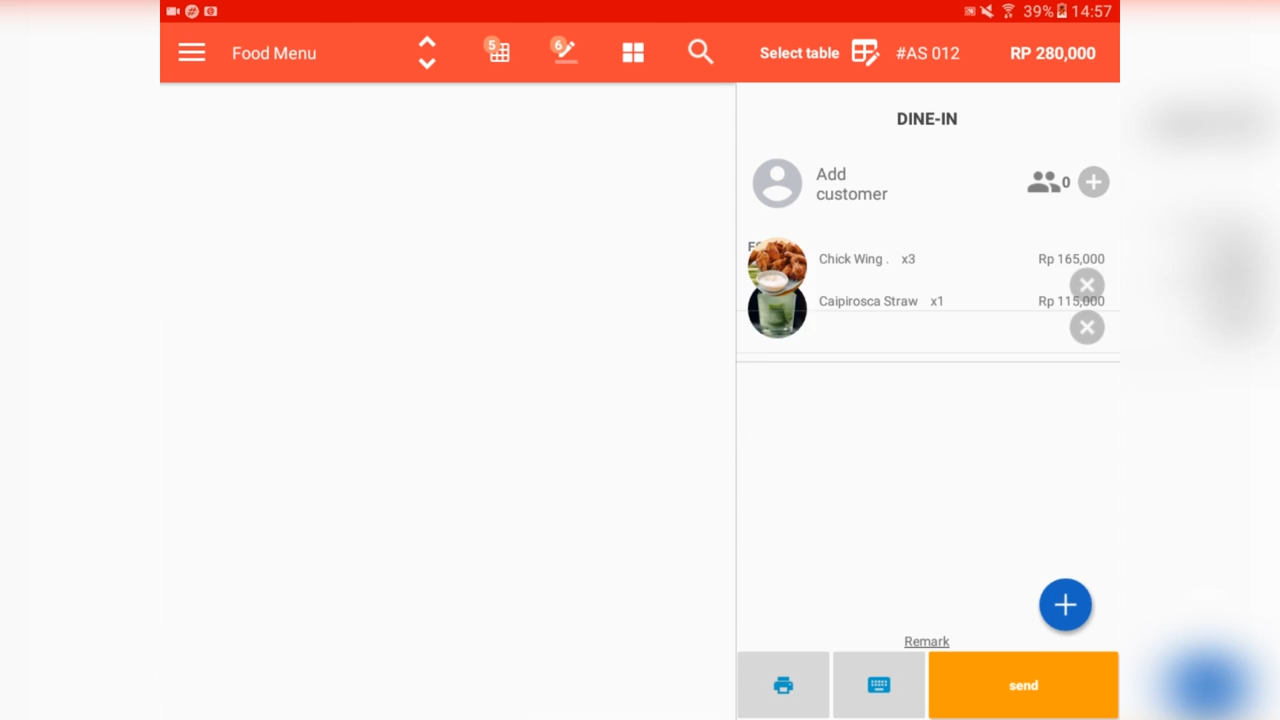 39% 14:57
Food Menu 5 6 Select table #AS 012 RP 280,000
DINE-IN
Add
customer
0
Chick Wing . x3 Rp 165,000
Caipirosca Straw x1 Rp 115,000
Remark
send